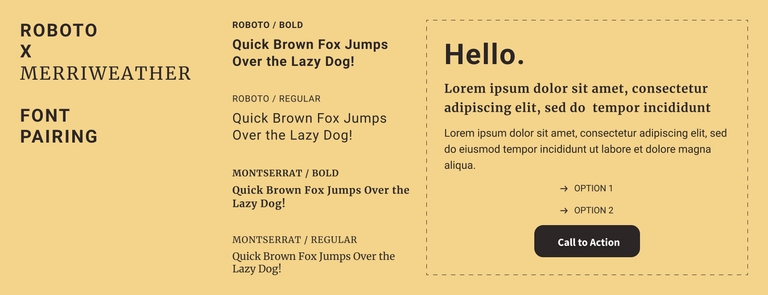 ROBOTO
X
MERRIWEATHER
FONT
PAIRING
ROBOTO / BOLD
Quick Brown Fox Jumps
Over the Lazy Dog!
ROBOTO / REGULAR
Quick Brown Fox Jumps
Over the Lazy Dog!
MONTSERRAT / BOLD
Quick Brown Fox Jumps Over the
Lazy Dog!
MONTSERRAT / REGULAR
Quick Brown Fox Jumps Over the
Lazy Dog!
Hello.
Lorem ipsum dolor sit amet, consectetur
adipiscing elit, sed do tempor incididunt
Lorem ipsum dolor sit amet, consectetur adipiscing elit, sed
do eiusmod tempor incididunt ut labore et dolore magna
aliqua.
→ OPTION 1
→ OPTION 2
Call to Action